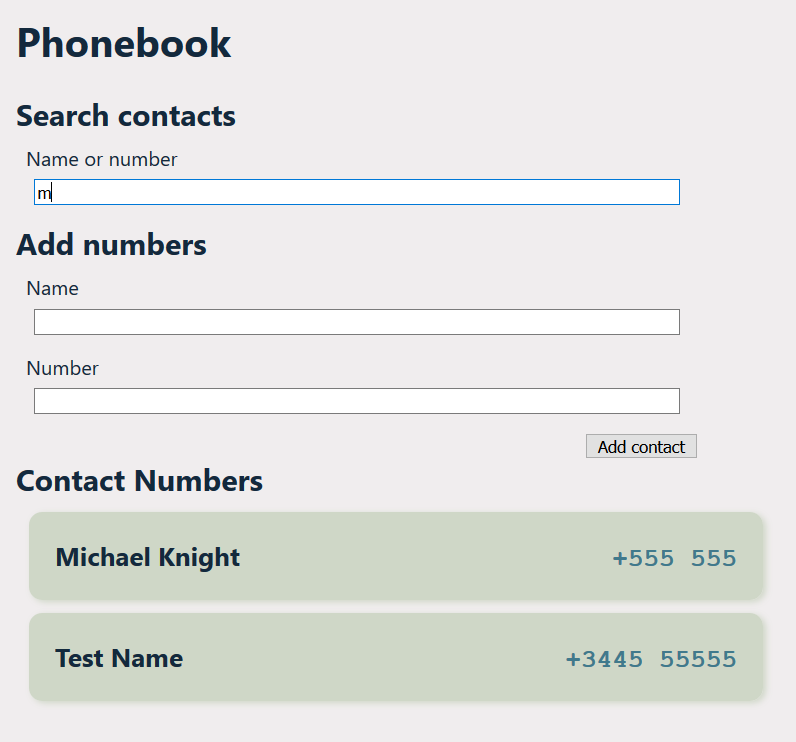 Phonebook
Search contacts
Name or number
m
Add numbers
Name
Number
Add contact
Contact Numbers
Michael Knight +555 555
Test Name +3445 55555